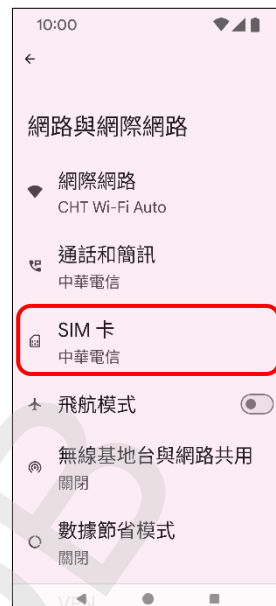 10:00
網路與網際網路
網際網路
CHT Wi-Fi Auto
通話和簡訊
中華電信
SIM 卡
中華電信
飛航模式
無線基地台與網路共用
關閉
數據節省模式
關閉
VPN